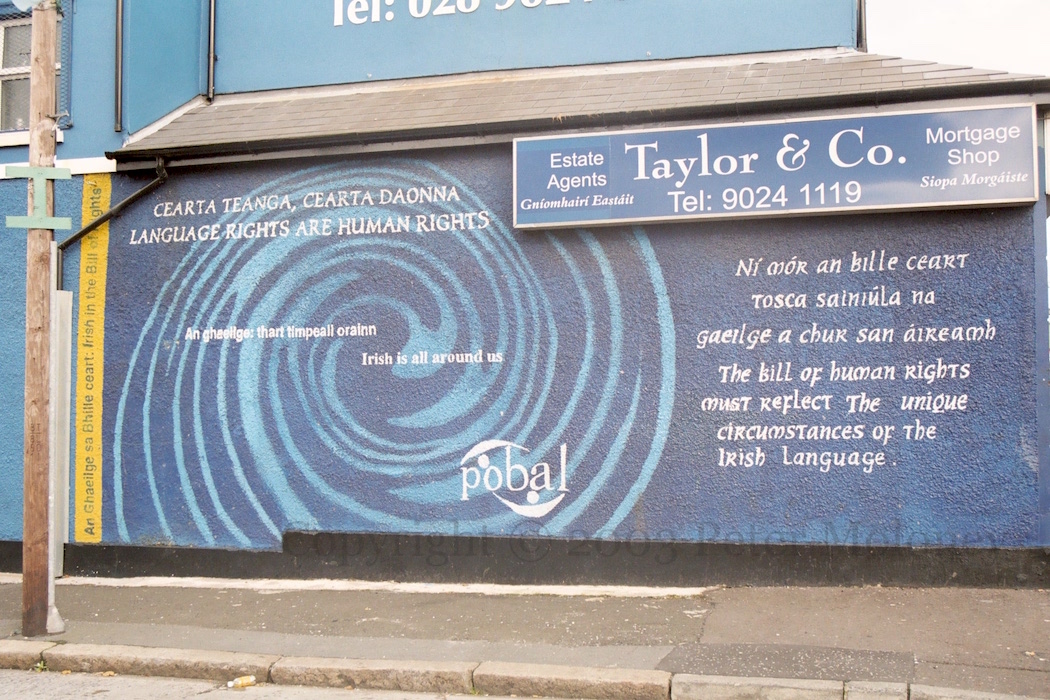 Tel: 028 902
Estate
Agents
Gníomhairí Eastáit
Taylor & Co.
Tel: 9024 1119
Mortgage
Shop
Siopa Morgáiste
An Ghaeilge sa Bhille ceart: Irish in the Bill of Rights
CEARTA TEANGA, CEARTA DAONNA
LANGUAGE RIGHTS ARE HUMAN RIGHTS
An ghaeilge: thart timpeall orainn
Irish is all around us
pobal
Ní mór an bille ceart
tosca sainiúla na
gaeilge a chur san áireamh
The bill of human rights
must reflect The unique
circumstances of the
Irish Language.
Copyright © 2003 Peter Moloney